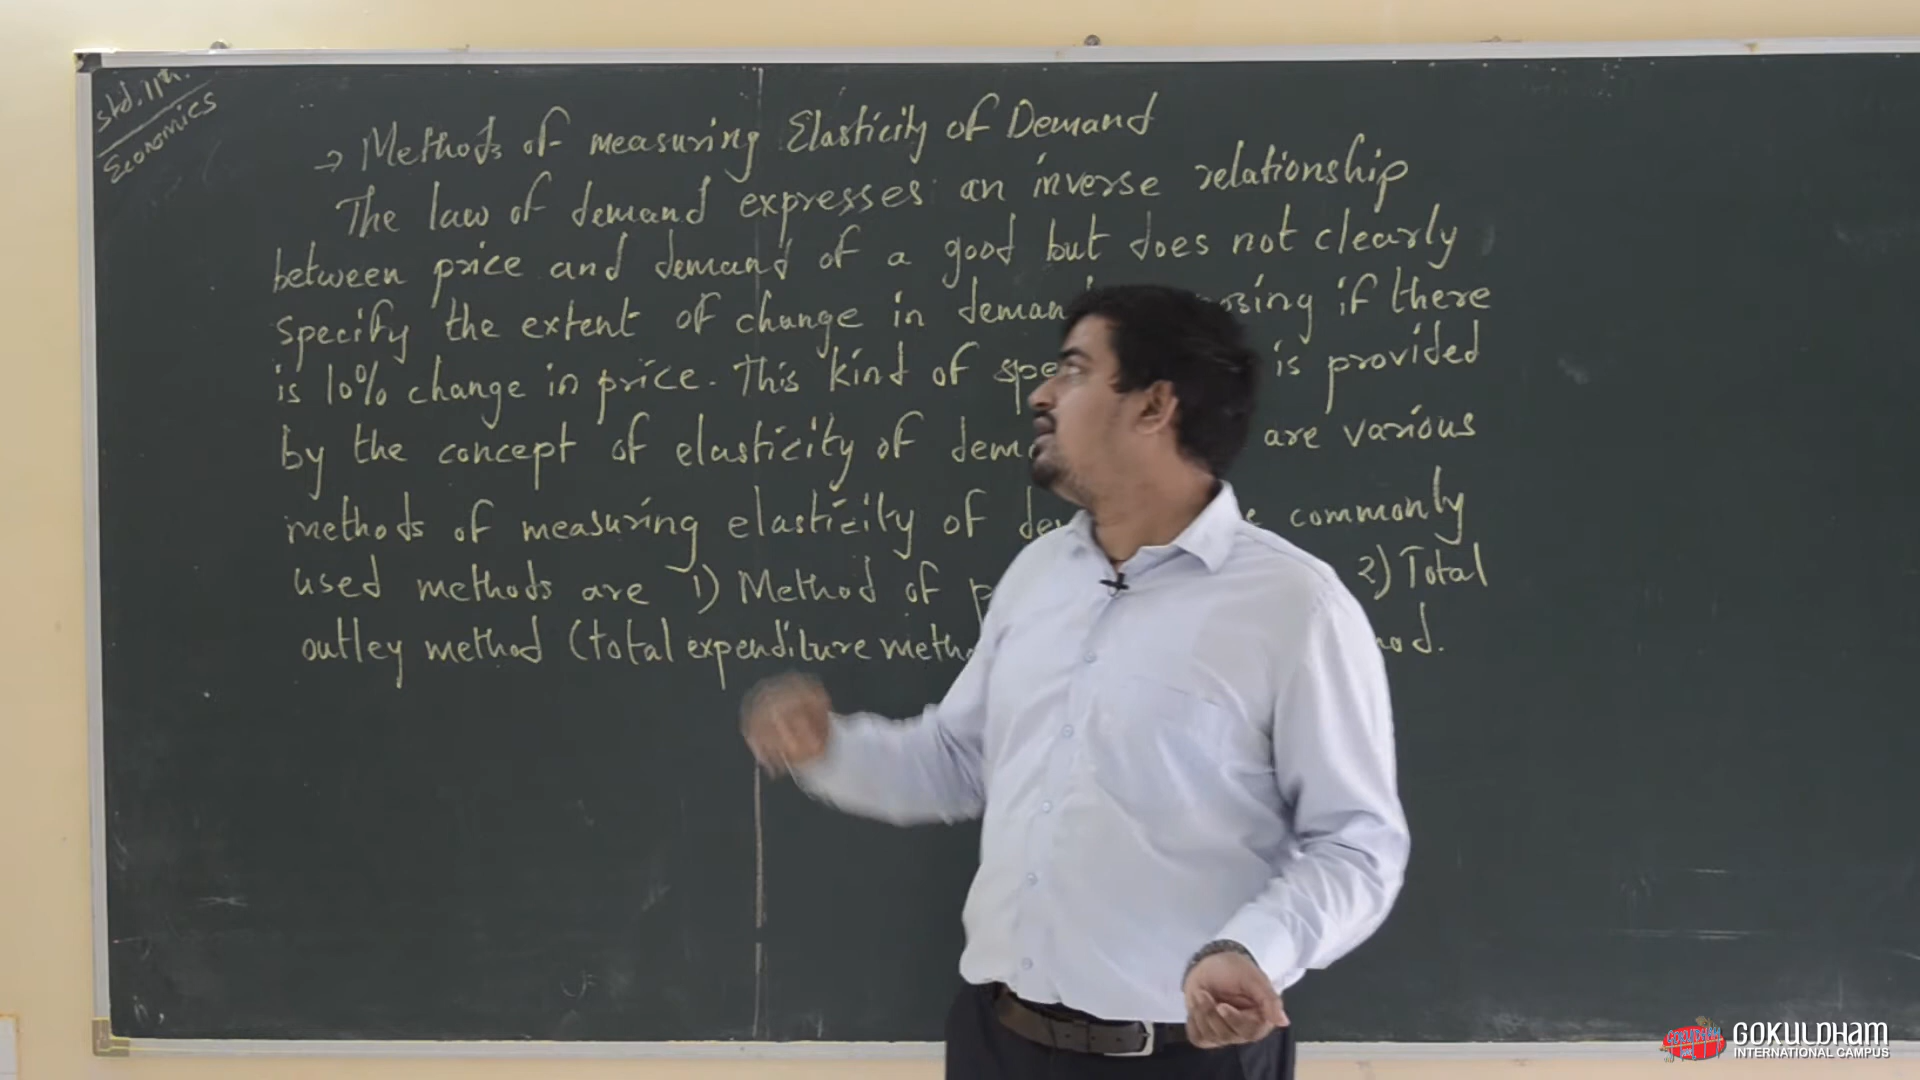 std. 11th.
Economics
→ Methods of measuring Elasticity of Demand
The law of demand expresses an inverse relationship
between price and demand of a good but does not clearly
specify the extent of change in if there
is 10% change in price. This kind of is provided
by the concept of elasticity of are various
methods of measuring elasticity of commonly
used methods are 1) Method of 2) Total
outley method (total expenditure
GOKULDHAM
INTERNATIONAL CAMPUS